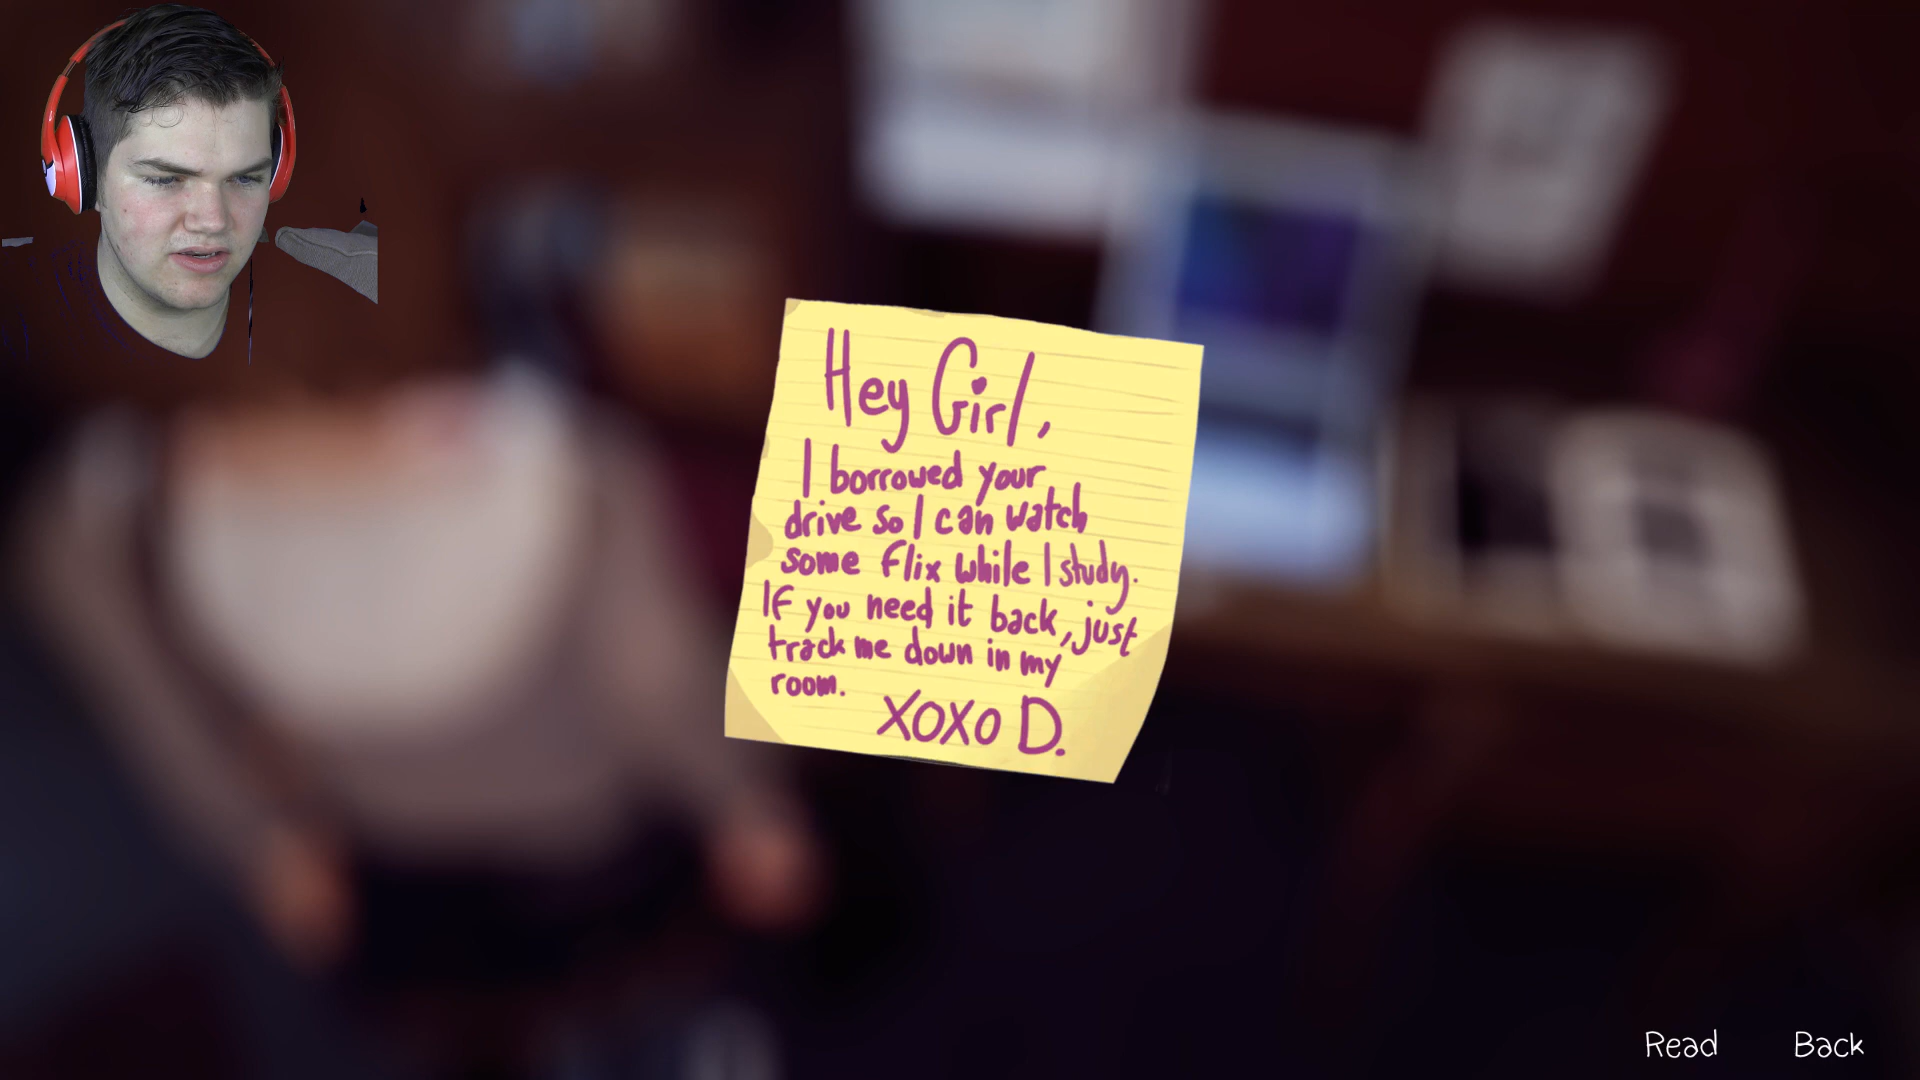 Hey Girl,
I borrowed your
drive so I can watch
some flix while I study.
If you need it back, just
track me down in my
room.
XOXO D.
Read Back